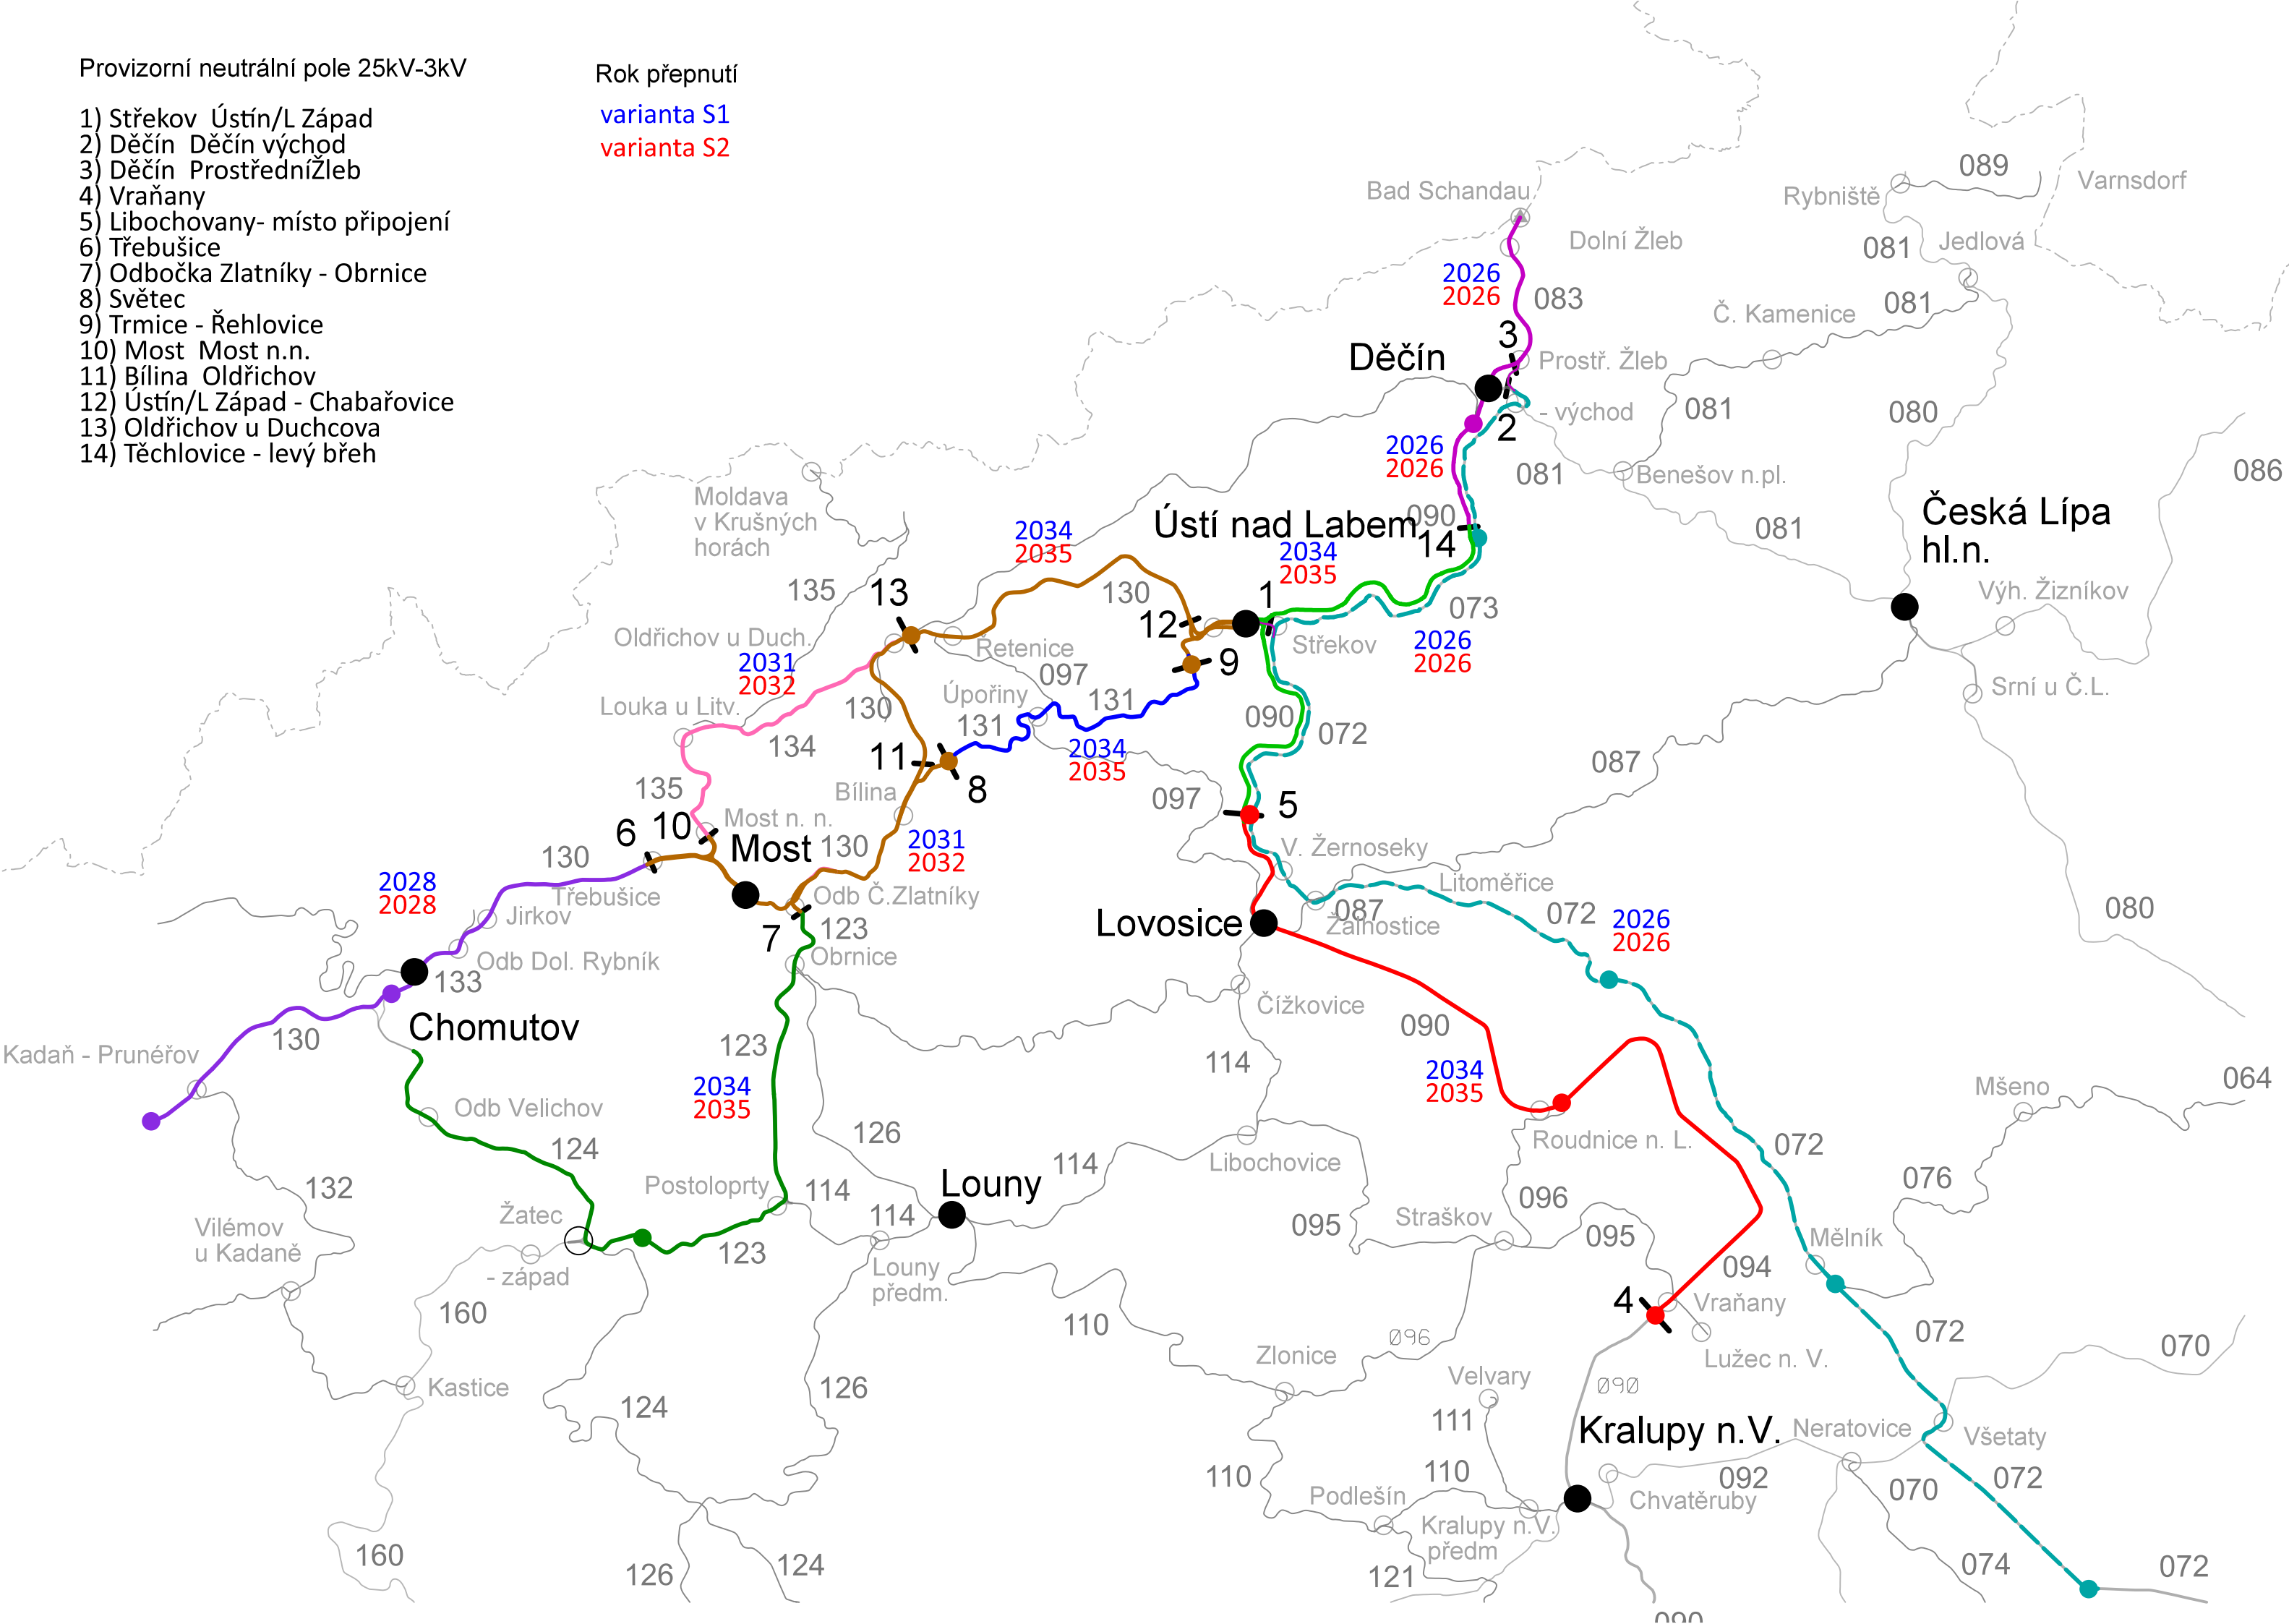 Provizorní neutrální pole 25kV-3kV
Rok přepnutí
varianta S1
varianta S2
1) Střekov Ústín/L Západ
2) Děčín Děčín východ
3) Děčín ProstředníŽleb
4) Vraňany
5) Libochovany- místo připojení
6) Třebušice
7) Odbočka Zlatníky - Obrnice
8) Světec
9) Trmice - Řehlovice
10) Most Most n.n.
11) Bílina Oldřichov
12) Ústín/L Západ - Chabařovice
13) Oldřichov u Duchcova
14) Těchlovice - levý břeh
089
Varnsdorf
Rybniště
Bad Schandau
Dolní Žleb
081
Jedlová
2026
2026
083
081
Č. Kamenice
3
Děčín
Prostř. Žleb
081
080
- východ
2
2026
2026
081
Benešov n.pl.
086
Moldava
v Krušných
horách
Ústí nad Labem
090
14
081
Česká Lípa
hl.n.
2034
2035
2034
2035
135
13
130
1
073
Výh. Žizníkov
12
Oldřichov u Duch.
Řetenice
Střekov
2026
2026
9
2031
2032
097
Úpořiny
131
131
Srní u Č.L.
Louka u Litv.
130
134
090
072
2034
2035
11
8
087
135
Bílina
097
5
6
10
Most n. n.
Most
130
2031
2032
V. Žernoseky
130
2028
2028
Třebušice
Odb Č.Zlatníky
Litoměřice
087
Žalhostice
072
2026
2026
080
Jirkov
7
123
Lovosice
Odb Dol. Rybník
Obrnice
133
Čížkovice
Chomutov
130
Kadaň - Prunéřov
123
090
114
2034
2035
2034
2035
Mšeno
064
Odb Velichov
126
124
Roudnice n. L.
072
114
Libochovice
132
Postoloprty
114
Louny
076
Žatec
114
096
Vilémov
u Kadaně
095
Straškov
095
Mělník
123
- západ
Louny
předm.
094
4
Vraňany
160
110
096
072
Lužec n. V.
070
Zlonice
Kastice
Velvary
090
126
124
111
Kralupy n.V.
Neratovice
Všetaty
110
110
092
072
Podlešín
Chvatěruby
070
Kralupy n.V.
předm
160
126
124
121
074
072
090